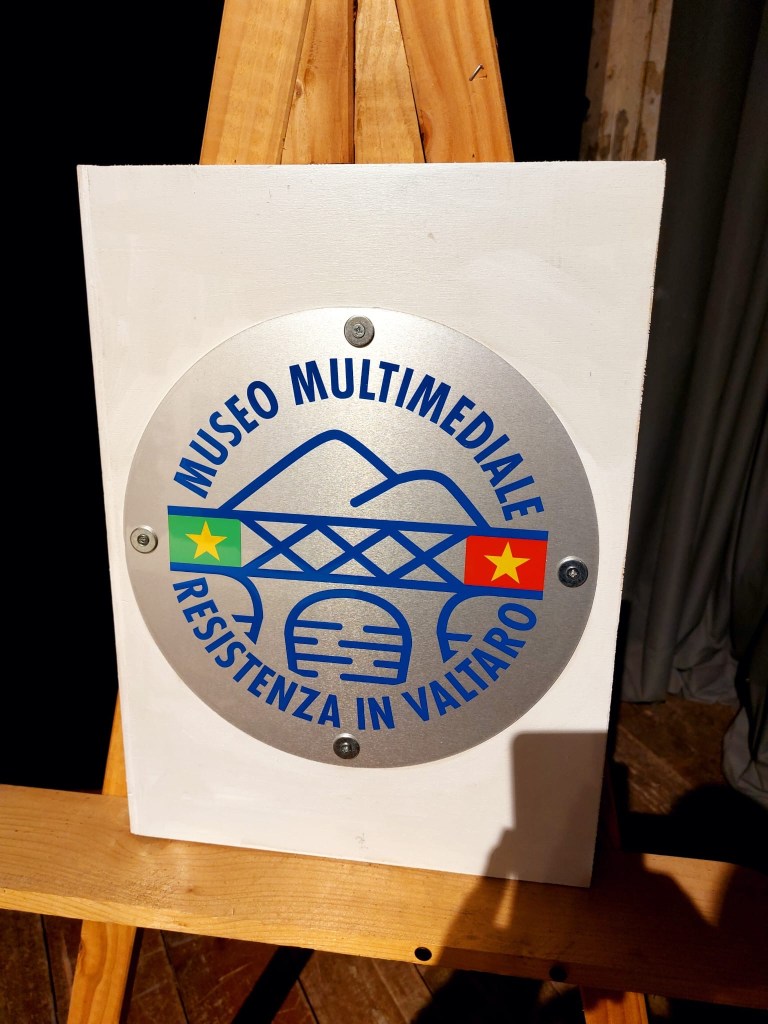 MUSEO MULTIMEDIALE
RESISTENZA IN VALTARO